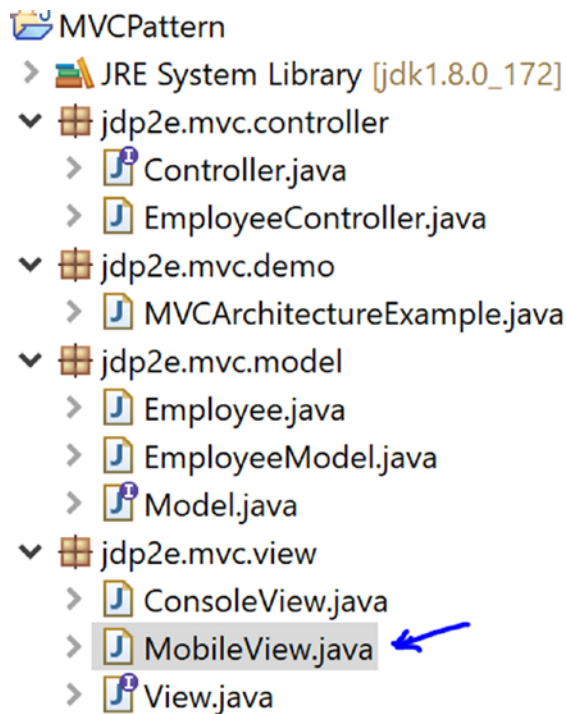 MVCPattern
JRE System Library [jdk1.8.0_172]
jdp2e.mvc.controller
Controller.java
EmployeeController.java
jdp2e.mvc.demo
MVCArchitectureExample.java
jdp2e.mvc.model
Employee.java
EmployeeModel.java
Model.java
jdp2e.mvc.view
ConsoleView.java
MobileView.java
View.java